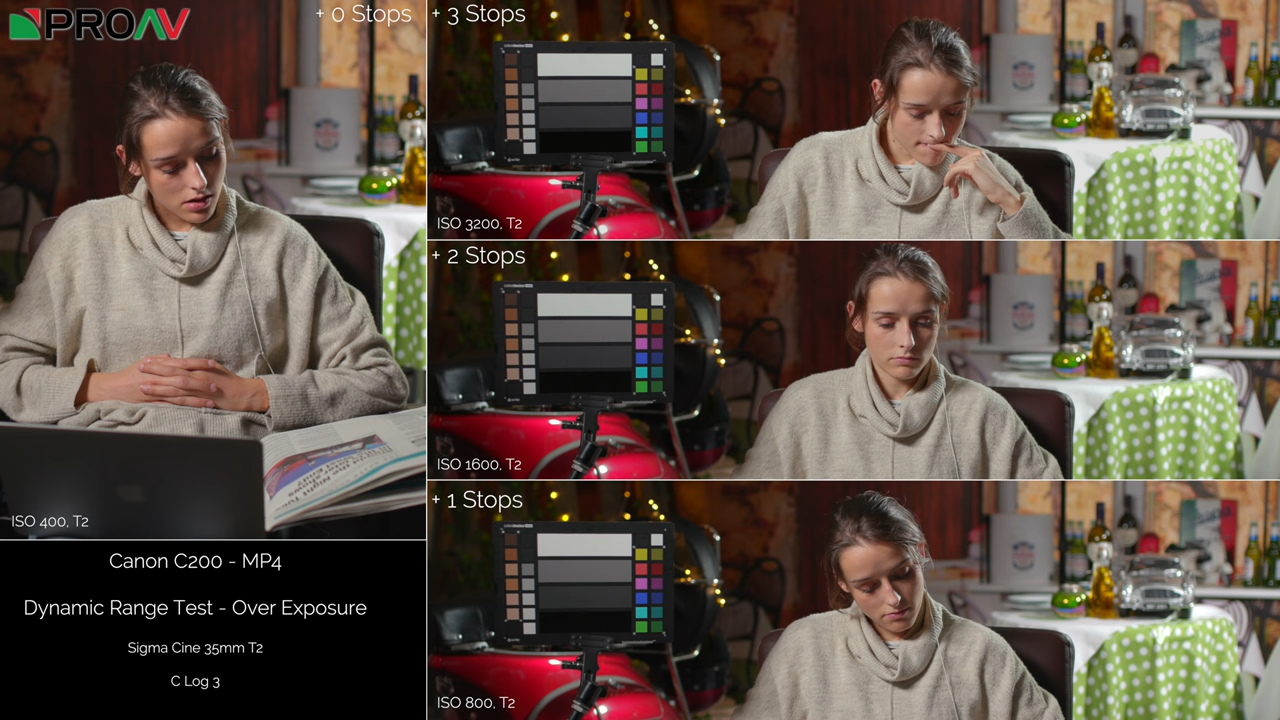 PROAV
+ 0 Stops
ISO 400, T2
+ 3 Stops
ISO 3200, T2
+ 2 Stops
ISO 1600, T2
+ 1 Stops
ISO 800, T2
Canon C200 - MP4
Dynamic Range Test - Over Exposure
Sigma Cine 35mm T2
C Log 3